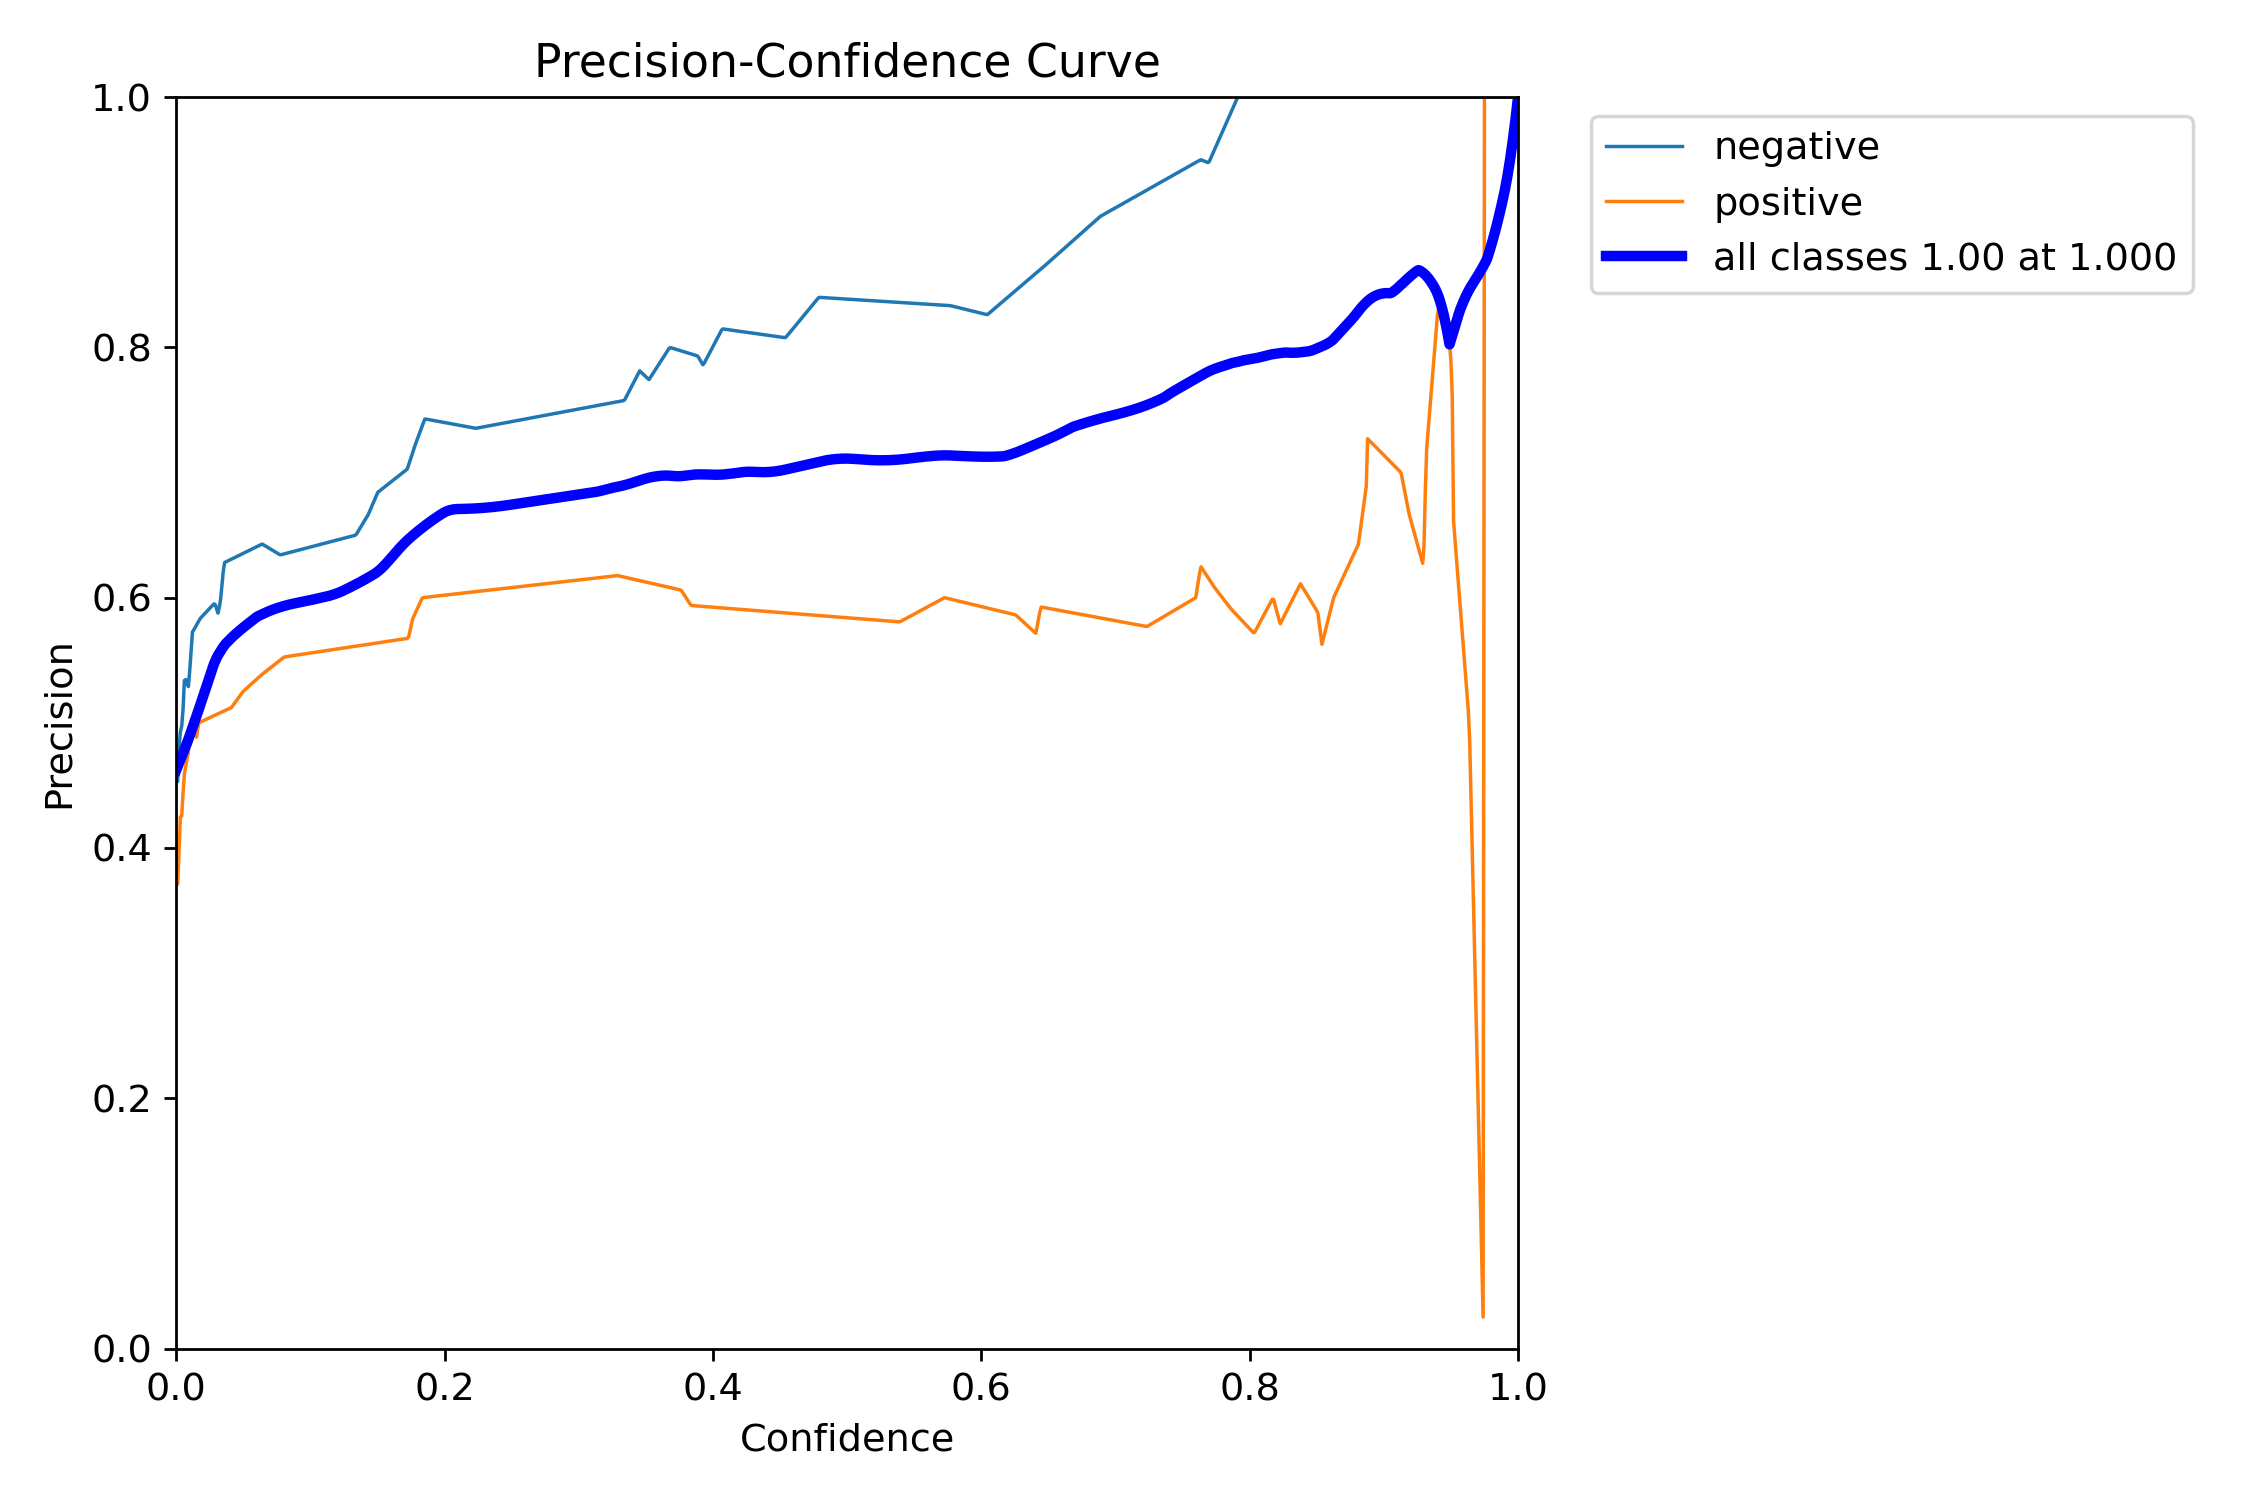 Precision-Confidence Curve
1.0
0.8
0.6
0.4
0.2
0.0
Precision
0.0 0.2 0.4 0.6 0.8 1.0
Confidence
negative
positive
all classes 1.00 at 1.000